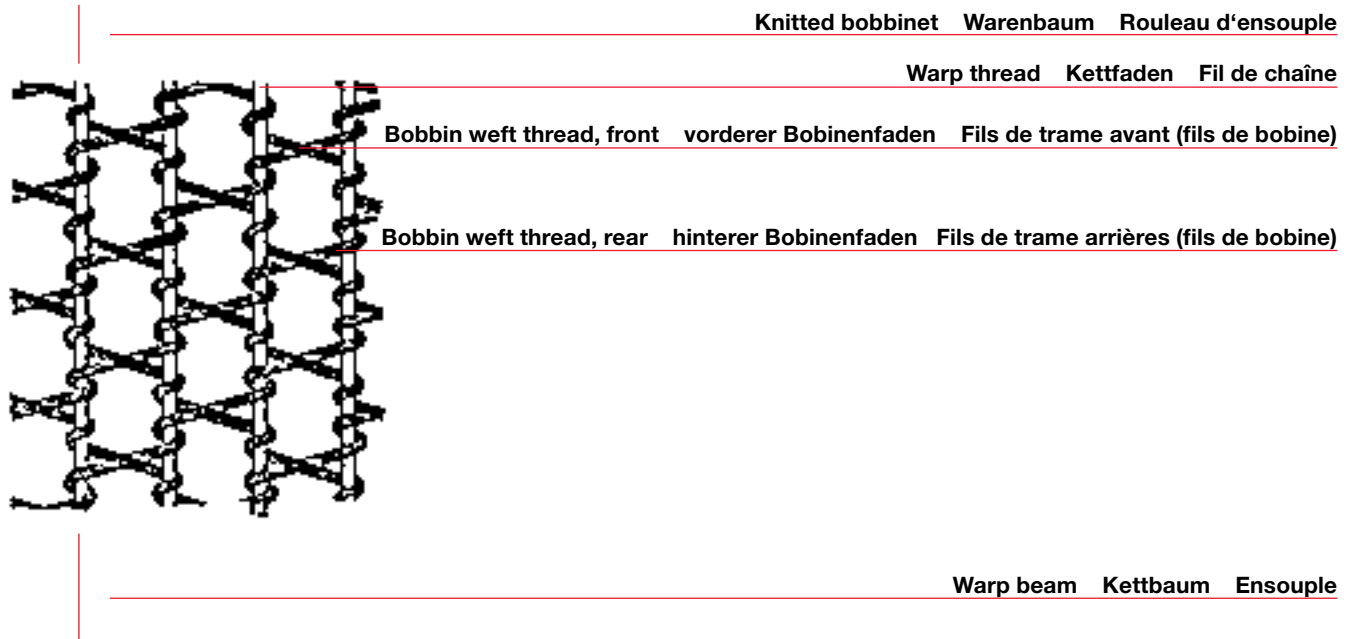 Knitted bobbinet Warenbaum Rouleau d‘ensouple
Warp thread Kettfaden Fil de chaîne
Bobbin weft thread, front vorderer Bobinenfaden Fils de trame avant (fils de bobine)
Bobbin weft thread, rear hinterer Bobinenfaden Fils de trame arrières (fils de bobine)
Warp beam Kettbaum Ensouple